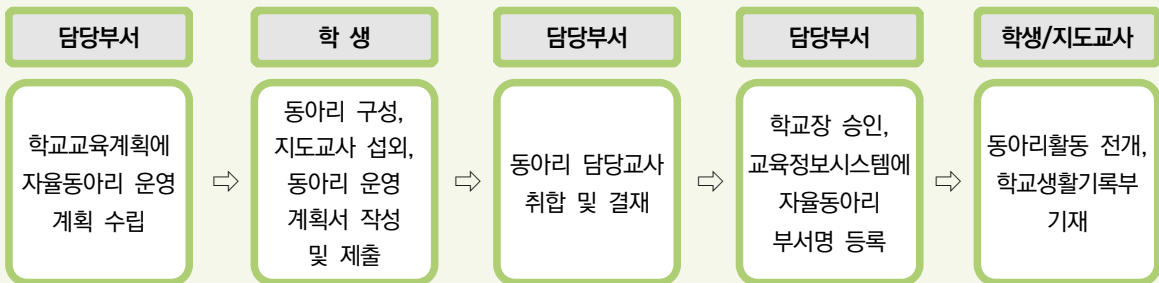 담당부서
학 생
담당부서
담당부서
학생/지도교사
학교교육계획에
자율동아리 운영
계획 수립
⇨
동아리 구성,
지도교사 섭외,
동아리 운영
계획서 작성
및 제출
⇨
동아리 담당교사
취합 및 결재
⇨
학교장 승인,
교육정보시스템에
자율동아리
부서명 등록
⇨
동아리활동 전개,
학교생활기록부
기재